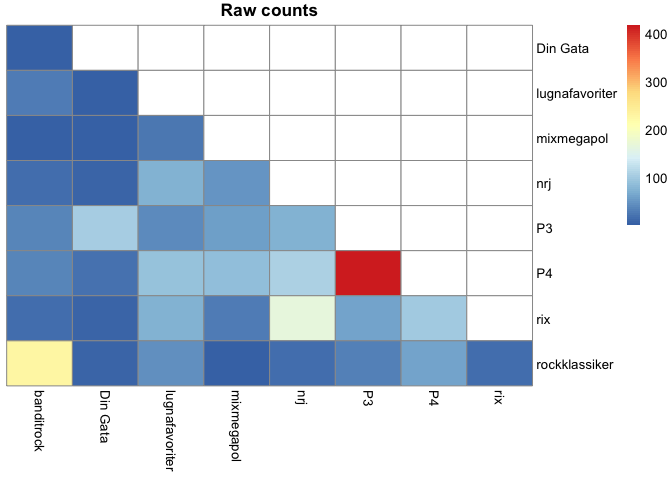 Raw counts
Din Gata
lugnafavoriter
mixmegapol
nrj
P3
P4
rix
rockklassiker
banditrock
Din Gata
lugnafavoriter
mixmegapol
nrj
P3
P4
rix
400
300
200
100